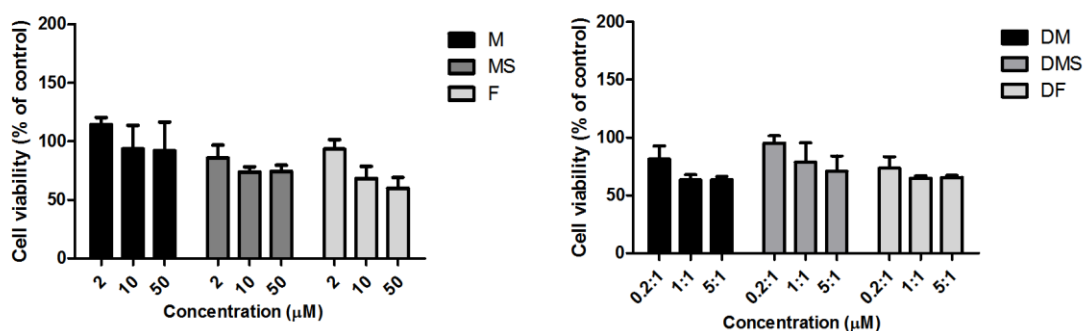 Cell viability (% of control)
200
150
100
50
0
2 10 50 2 10 50 2 10 50
Concentration (μM)
M
MS
F
Cell viability (% of control)
200
150
100
50
0
0.2:1 1:1 5:1 0.2:1 1:1 5:1 0.2:1 1:1 5:1
Concentration (μM)
DM
DMS
DF